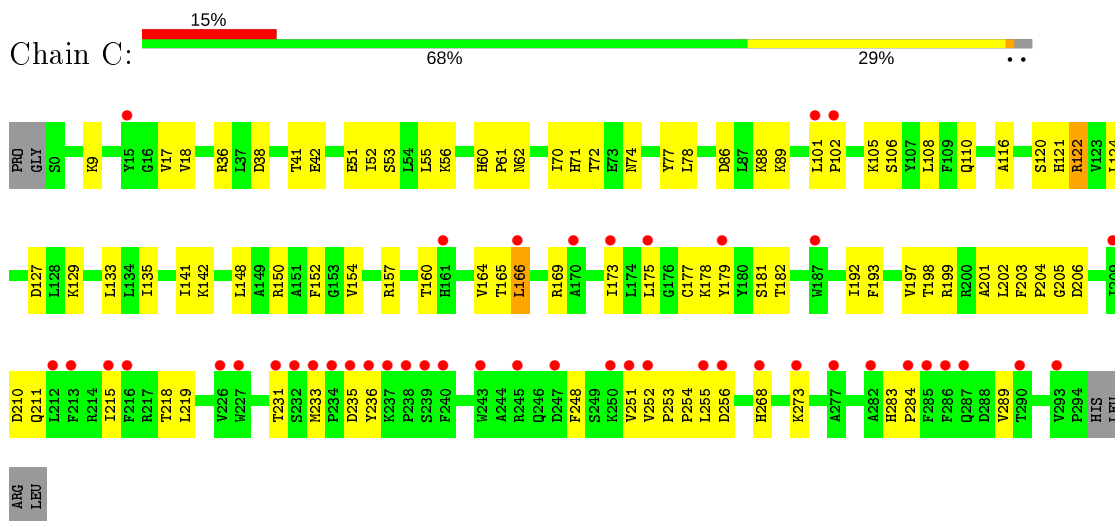 15%
Chain C:
68% 29% • •
PRO GLY S0 K9 Y15 G16 V17 V18 R36 L37 D38 T41 E42 E51 I52 S53 L54 L55 K56 H60 P61 N62 I70 H71 T72 E73 N74 Y77 L78 D86 L87 K88 K89 L101 P102 K105 S106 Y107 L108 F109 Q110 A116 S120 H121 R122 V123 L124
D127 L128 K129 L133 L134 I135 I141 K142 L148 A149 R150 A151 F152 G153 V154 R157 T160 H161 V164 T165 L166 R169 A170 I173 L174 L175 G176 C177 K178 Y179 Y180 S181 T182 W187 I192 F193 V197 T198 R199 R200 A201 L202 F203 P204 G205 D206 I209
D210 Q211 L212 F213 R214 I215 F216 R217 T218 L219 V226 W227 T231 S232 M233 P234 D235 Y236 K237 P238 S239 F240 W243 A244 R245 Q246 D247 F248 S249 K250 V251 V252 P253 P254 L255 D256 H268 K273 A277 A282 H283 P284 F285 F286 Q287 D288 V289 T290 V293 P294 HIS LEU
ARG LEU